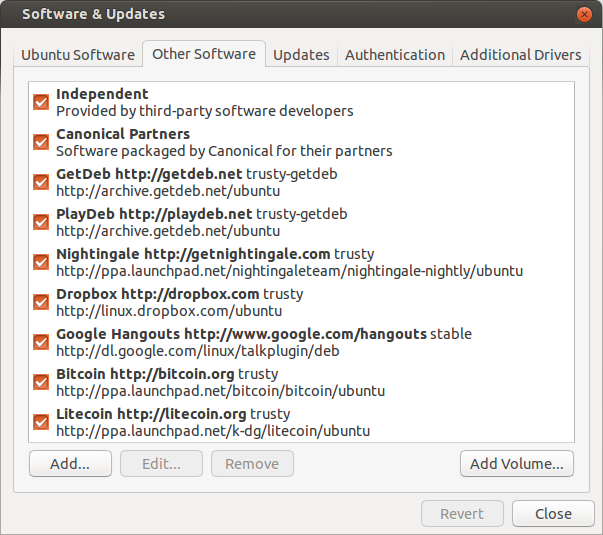 Software & Updates
Ubuntu Software Other Software Updates Authentication Additional Drivers
Independent
Provided by third-party software developers
Canonical Partners
Software packaged by Canonical for their partners
GetDeb http://getdeb.net trusty-getdeb
http://archive.getdeb.net/ubuntu
PlayDeb http://playdeb.net trusty-getdeb
http://archive.getdeb.net/ubuntu
Nightingale http://getnightingale.com trusty
http://ppa.launchpad.net/nightingaleteam/nightingale-nightly/ubuntu
Dropbox http://dropbox.com trusty
http://linux.dropbox.com/ubuntu
Google Hangouts http://www.google.com/hangouts stable
http://dl.google.com/linux/talkplugin/deb
Bitcoin http://bitcoin.org trusty
http://ppa.launchpad.net/bitcoin/bitcoin/ubuntu
Litecoin http://litecoin.org trusty
http://ppa.launchpad.net/k-dg/litecoin/ubuntu
Add... Edit... Remove Add Volume...
Revert Close